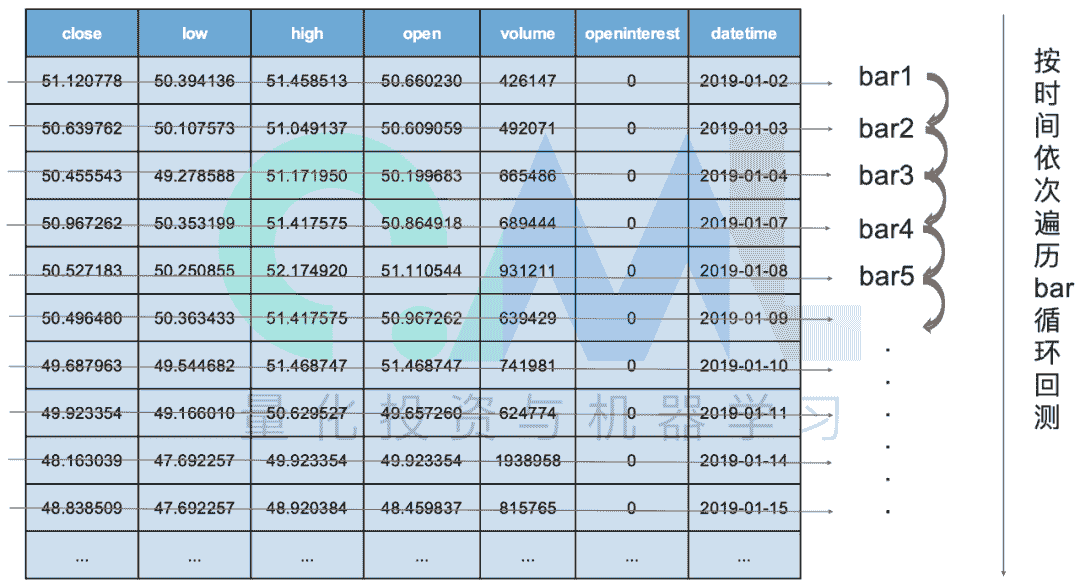 close low high open volume openinterest datetime
51.120778 50.394136 51.458513 50.660230 426147 0 2019-01-02 bar1
50.639762 50.107573 51.049137 50.609059 492071 0 2019-01-03 bar2
50.455543 49.278588 51.171950 50.199683 665486 0 2019-01-04 bar3
50.967262 50.353199 51.417575 50.864918 689444 0 2019-01-07 bar4
50.527183 50.250855 52.174920 51.110544 931211 0 2019-01-08 bar5
50.496480 50.363433 51.417575 50.967262 639429 0 2019-01-09
49.687963 49.544682 51.468747 51.468747 741981 0 2019-01-10
49.923354 49.166010 50.629527 49.657260 624774 0 2019-01-11
48.163039 47.692257 49.923354 49.923354 1938958 0 2019-01-14
48.838509 47.692257 48.920384 48.459837 815765 0 2019-01-15
... ... ... ... ... ... ...
按时间依次遍历bar循环回测
量化投资与机器学习